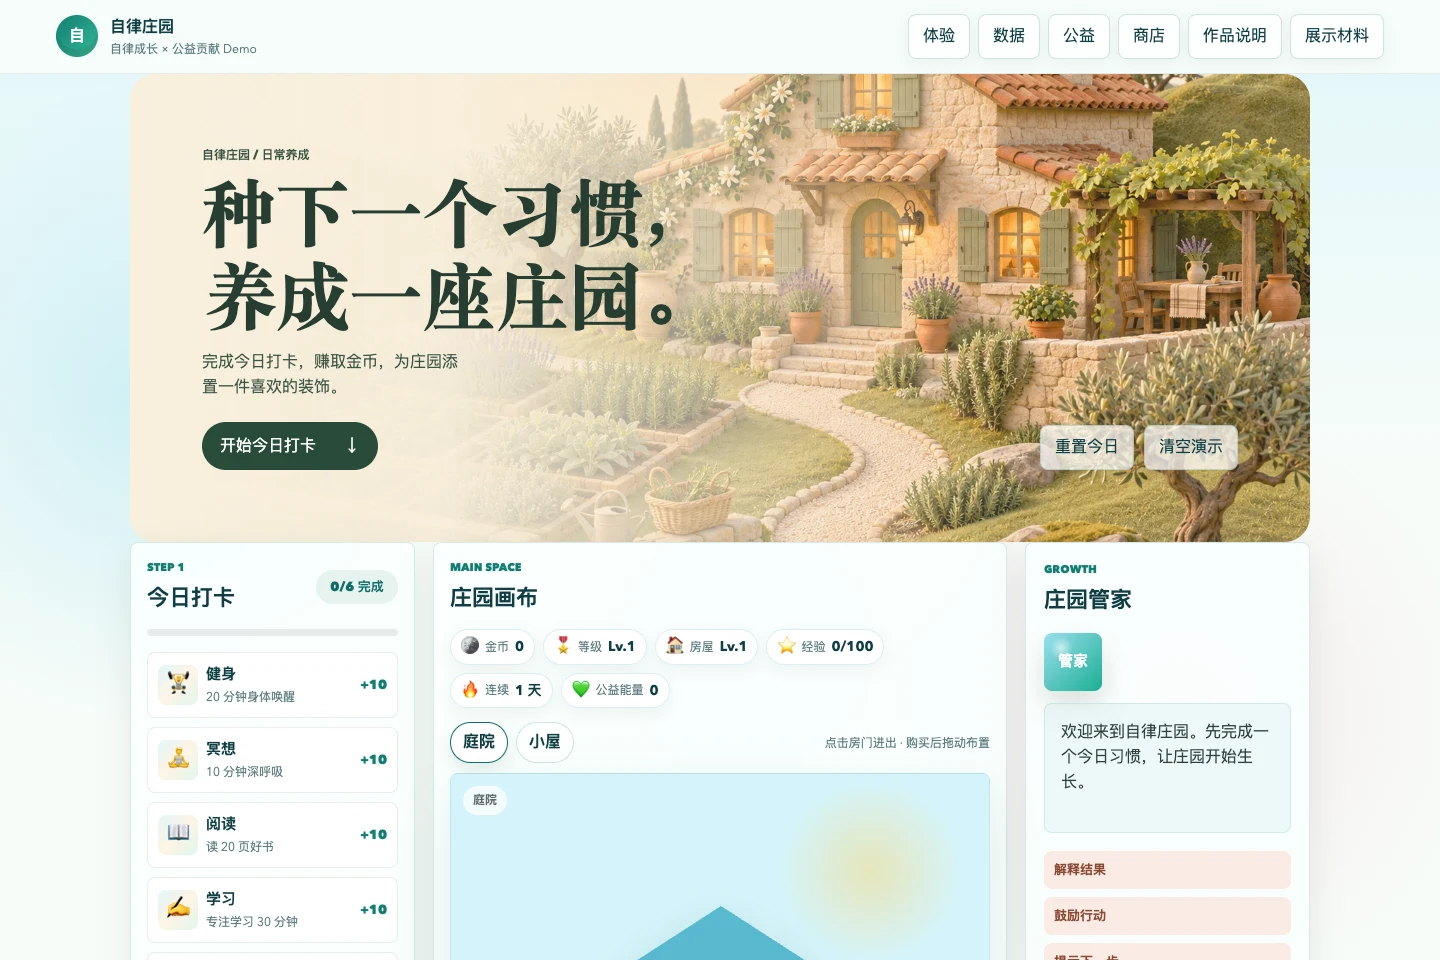 自
自律庄园
自律成长 × 公益贡献 Demo
体验
数据
公益
商店
作品说明
展示材料
自律庄园 / 日常养成
种下一个习惯，
养成一座庄园。
完成今日打卡，赚取金币，为庄园添
置一件喜欢的装饰。
开始今日打卡 ↓
重置今日
清空演示
STEP 1
今日打卡
0/6 完成
健身
20 分钟身体唤醒
+10
冥想
10 分钟深呼吸
+10
阅读
读 20 页好书
+10
学习
专注学习 30 分钟
+10
MAIN SPACE
庄园画布
金币 0
等级 Lv.1
房屋 Lv.1
经验 0/100
连续 1 天
公益能量 0
庭院
小屋
点击房门进出 · 购买后拖动布置
庭院
GROWTH
庄园管家
管家
欢迎来到自律庄园。先完成一
个今日习惯，让庄园开始生
长。
解释结果
鼓励行动
提示下一步